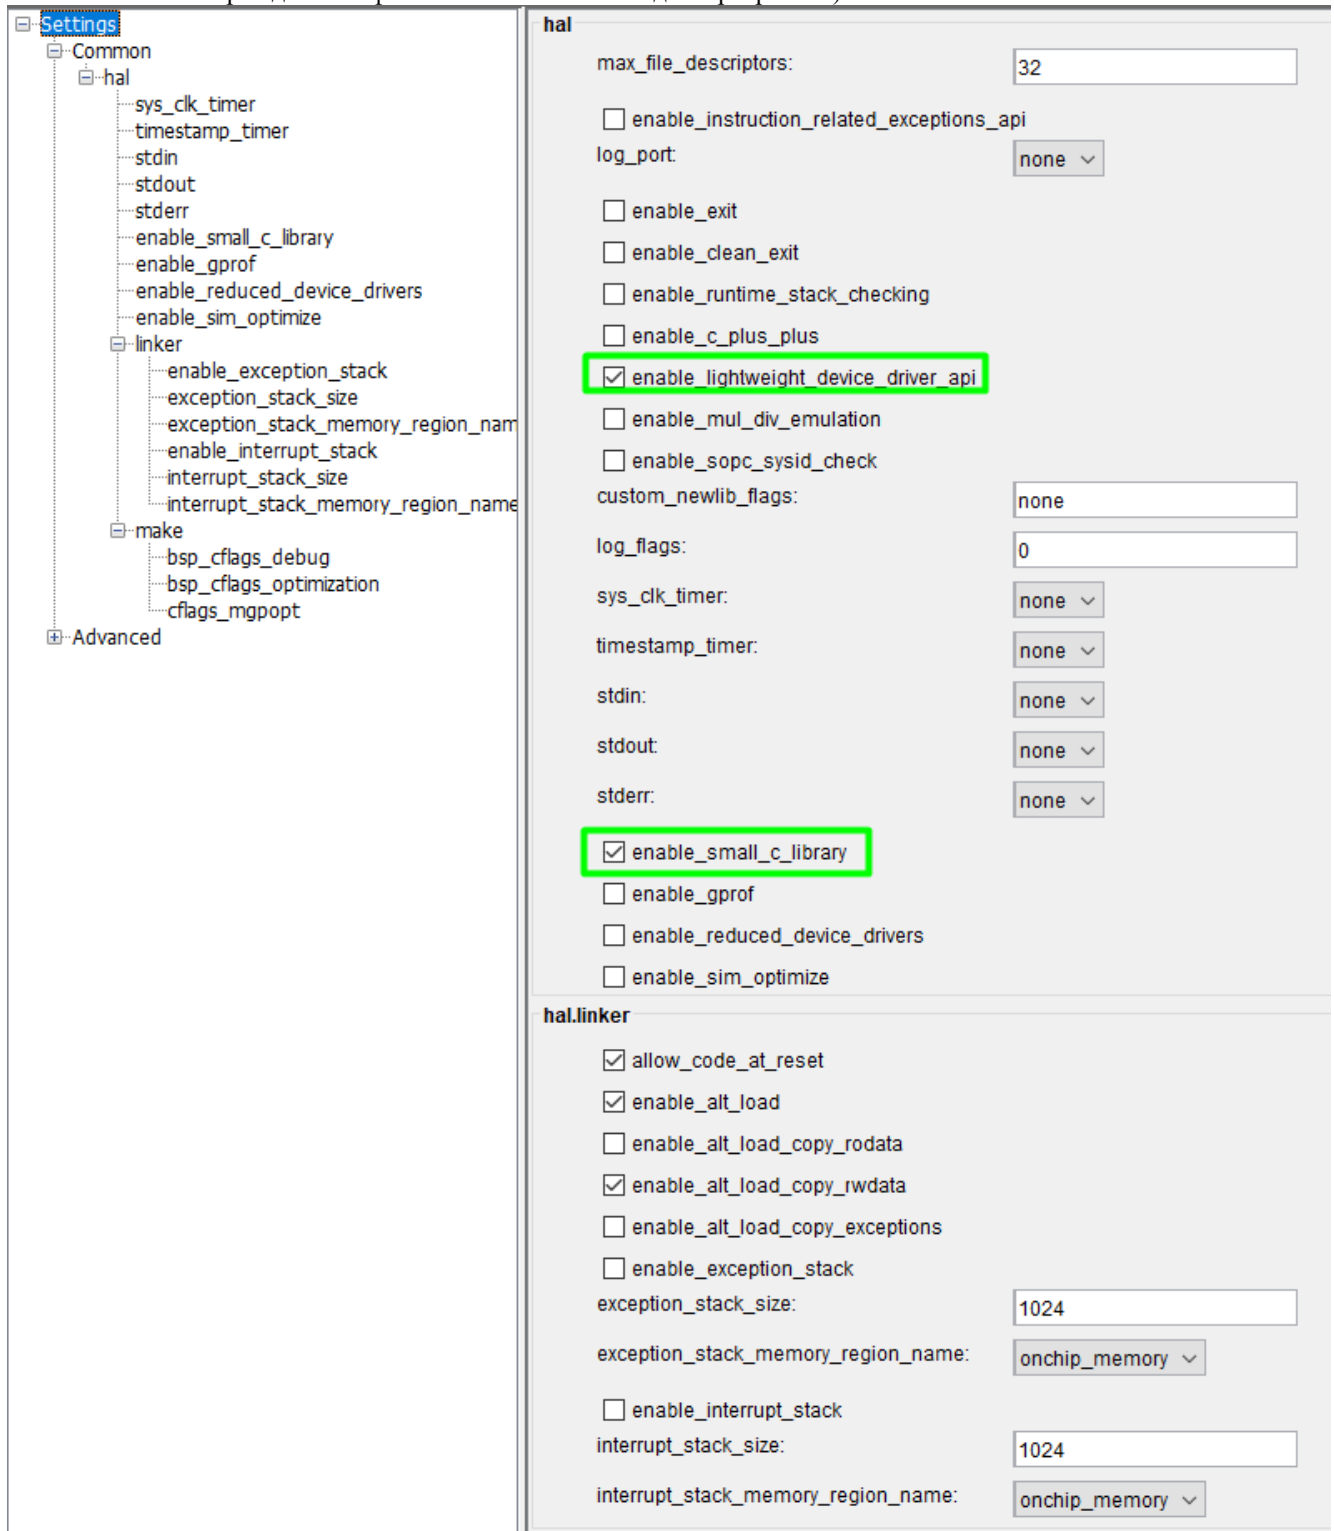 Settings
Common
hal
sys_clk_timer
timestamp_timer
stdin
stdout
stderr
enable_small_c_library
enable_gprof
enable_reduced_device_drivers
enable_sim_optimize
linker
enable_exception_stack
exception_stack_size
exception_stack_memory_region_nam
enable_interrupt_stack
interrupt_stack_size
interrupt_stack_memory_region_name
make
bsp_cflags_debug
bsp_cflags_optimization
cflags_mgpopt
Advanced
hal
max_file_descriptors: 32
enable_instruction_related_exceptions_api
log_port: none
enable_exit
enable_clean_exit
enable_runtime_stack_checking
enable_c_plus_plus
enable_lightweight_device_driver_api
enable_mul_div_emulation
enable_sopc_sysid_check
custom_newlib_flags: none
log_flags: 0
sys_clk_timer: none
timestamp_timer: none
stdin: none
stdout: none
stderr: none
enable_small_c_library
enable_gprof
enable_reduced_device_drivers
enable_sim_optimize
hal.linker
allow_code_at_reset
enable_alt_load
enable_alt_load_copy_rodata
enable_alt_load_copy_rwdata
enable_alt_load_copy_exceptions
enable_exception_stack
exception_stack_size: 1024
exception_stack_memory_region_name: onchip_memory
enable_interrupt_stack
interrupt_stack_size: 1024
interrupt_stack_memory_region_name: onchip_memory